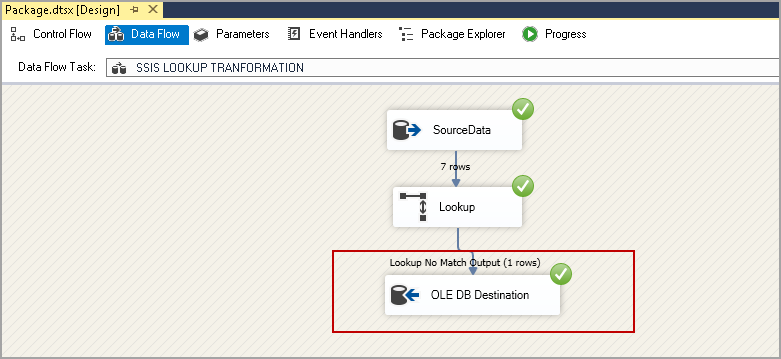 Package.dtsx [Design]
Control Flow Data Flow Parameters Event Handlers Package Explorer Progress
Data Flow Task: SSIS LOOKUP TRANFORMATION
SourceData
7 rows
Lookup
Lookup No Match Output (1 rows)
OLE DB Destination